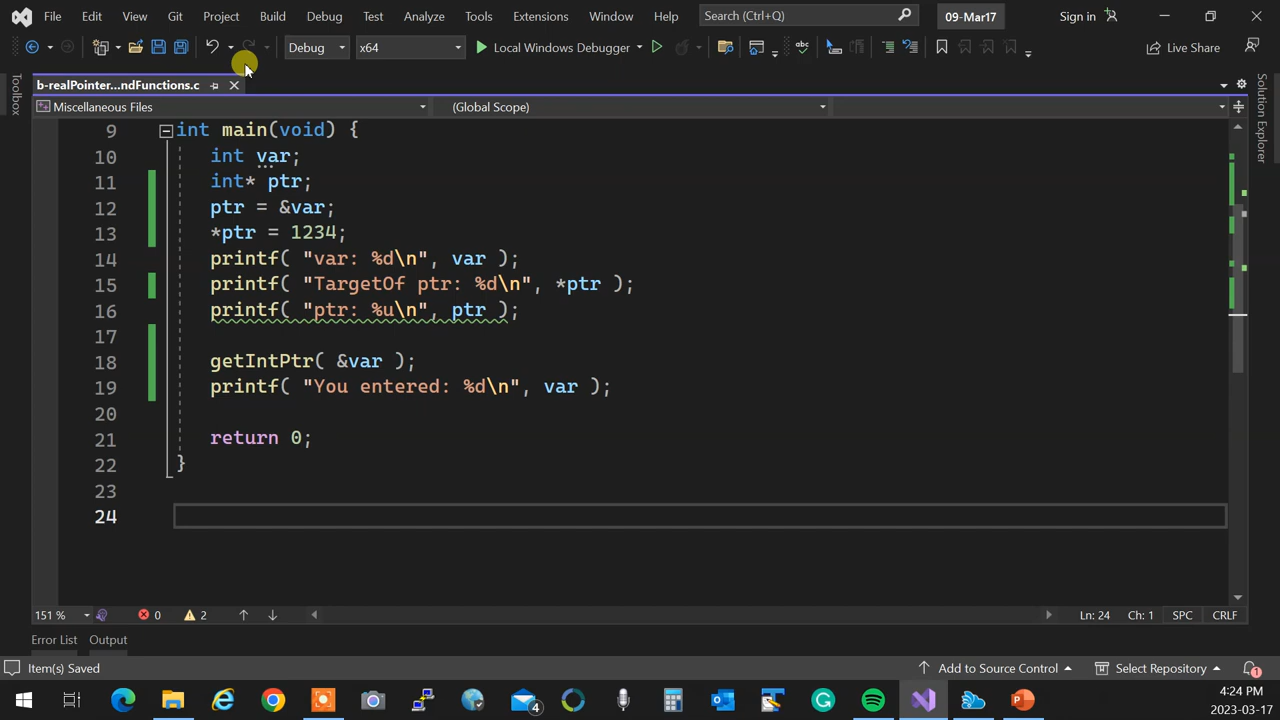 File Edit View Git Project Build Debug Test Analyze Tools Extensions Window Help Search (Ctrl+Q) 09-Mar17 Sign in
Debug x64 Local Windows Debugger Live Share
b-realPointer...ndFunctions.c
Miscellaneous Files (Global Scope)
Toolbox
Solution Explorer
9 int main(void) {
10 int var;
11 int* ptr;
12 ptr = &var;
13 *ptr = 1234;
14 printf( "var: %d\n", var );
15 printf( "TargetOf ptr: %d\n", *ptr );
16 printf( "ptr: %u\n", ptr );
17
18 getIntPtr( &var );
19 printf( "You entered: %d\n", var );
20
21 return 0;
22 }
23
24
151 % 0 2 Ln: 24 Ch: 1 SPC CRLF
Error List Output
Item(s) Saved Add to Source Control Select Repository 1
4 4:24 PM
2023-03-17